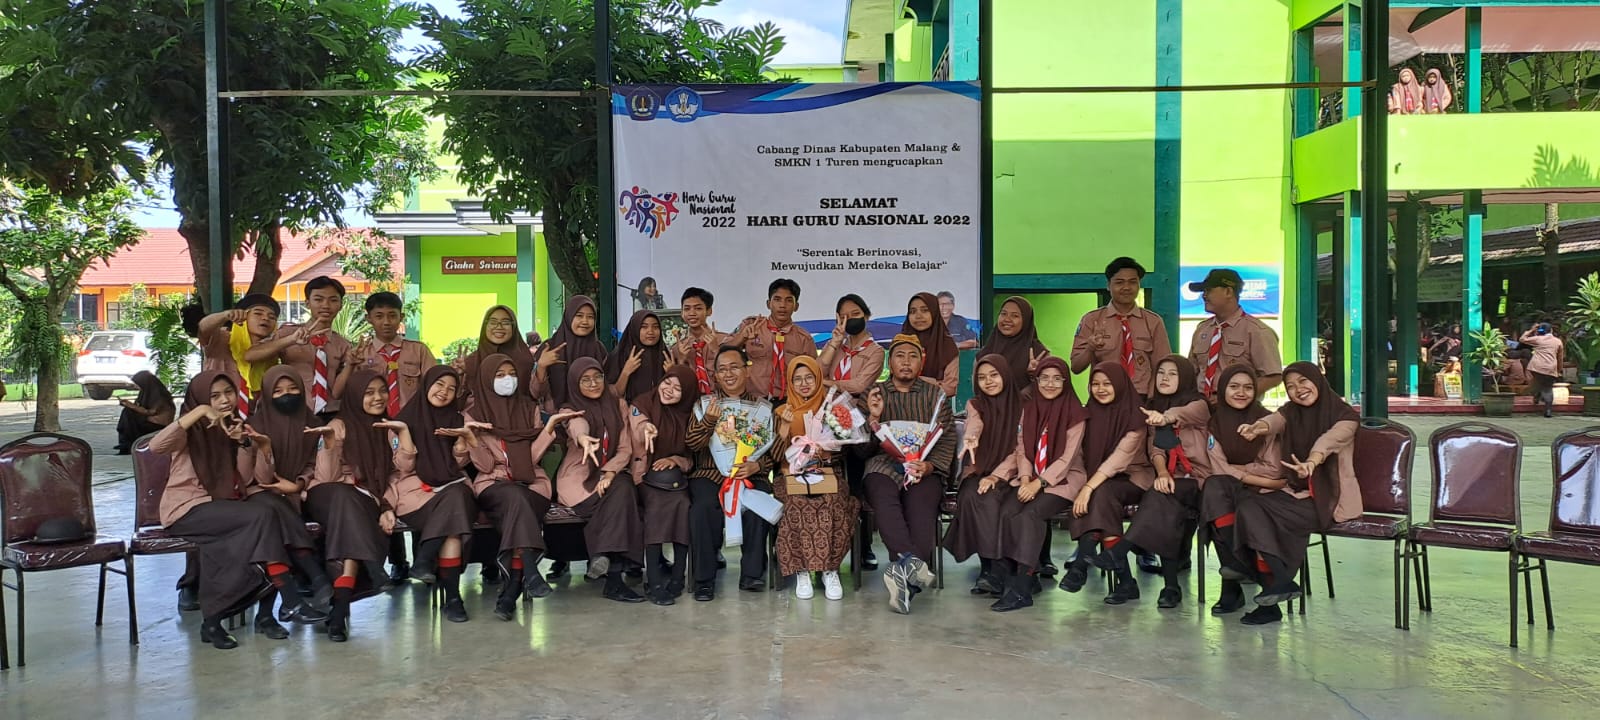 Cabang Dinas Kabupaten Malang &
SMKN 1 Turen mengucapkan
Hari Guru
Nasional
2022
SELAMAT
HARI GURU NASIONAL 2022
"Serentak Berinovasi,
Mewujudkan Merdeka Belajar"
Graha Saraswa